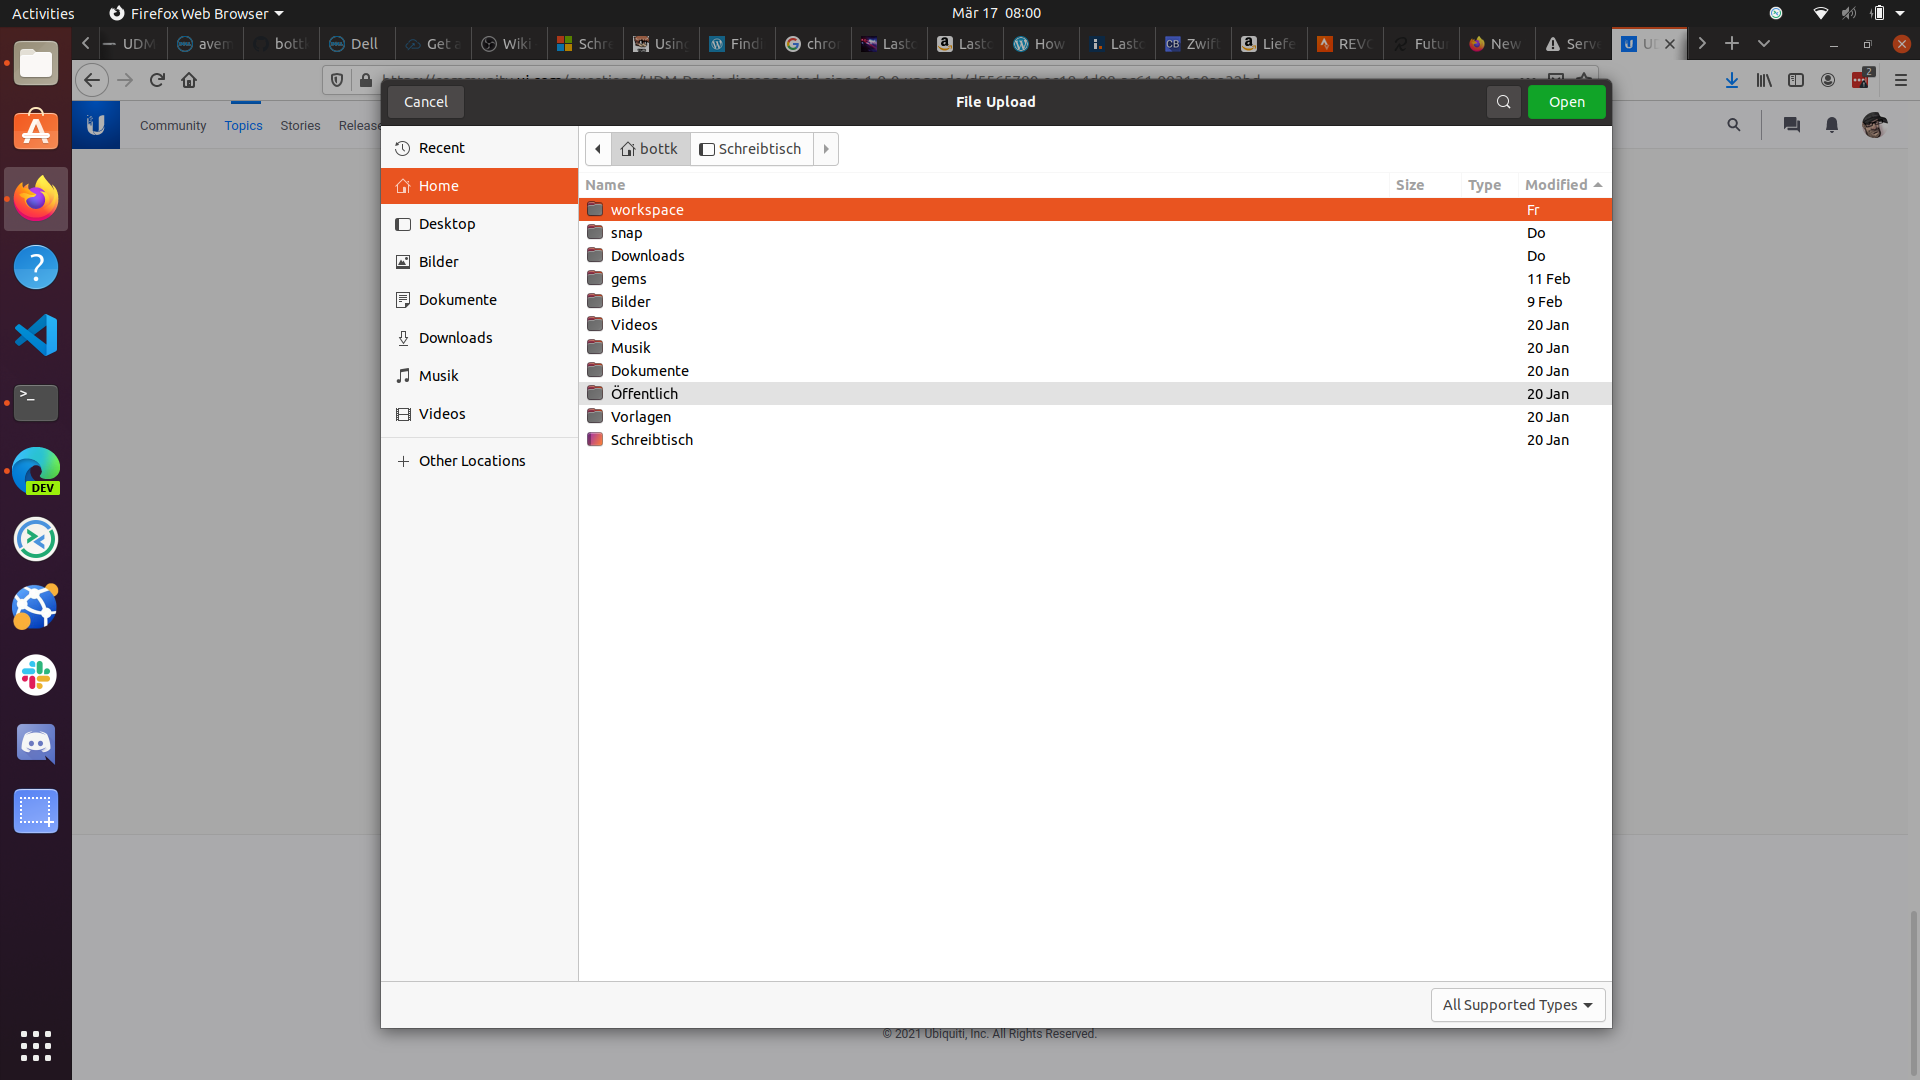 Activities
Firefox Web Browser
Mär 17 08:00
UDM
avem
bott
Dell
Get a
Wiki
Schre
Using
Findi
chro
Lasto
Lasto
How
Lasto
Zwift
Liefe
REVO
Futu
New
Serve
Cancel
File Upload
Open
Community
Topics
Stories
2
Recent
Home
Desktop
Bilder
Dokumente
Downloads
Musik
Videos
Other Locations
bottk
Schreibtisch
Name Size Type Modified
workspace Fr
snap Do
Downloads Do
gems 11 Feb
Bilder 9 Feb
Videos 20 Jan
Musik 20 Jan
Dokumente 20 Jan
Öffentlich 20 Jan
Vorlagen 20 Jan
Schreibtisch 20 Jan
DEV
All Supported Types
© 2021 Ubiquiti, Inc. All Rights Reserved.